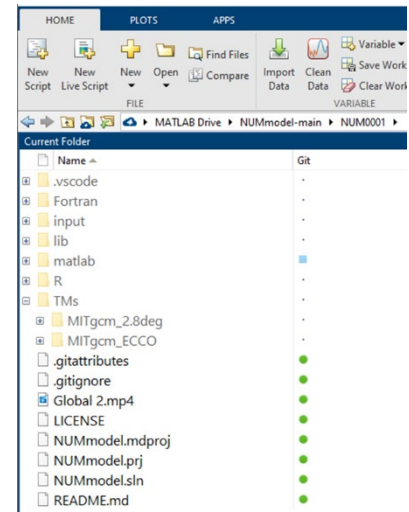 HOME PLOTS APPS
New Script
New Live Script
New
Open
Find Files
Compare
Import Data
Clean Data
Variable
Save Work
Clear Work
FILE VARIABLE
MATLAB Drive NUMmodel-main NUM0001
Current Folder
Name Git
.vscode
Fortran
input
lib
matlab
R
TMs
MITgcm_2.8deg
MITgcm_ECCO
.gitattributes
.gitignore
Global 2.mp4
LICENSE
NUMmodel.mdproj
NUMmodel.prj
NUMmodel.sln
README.md